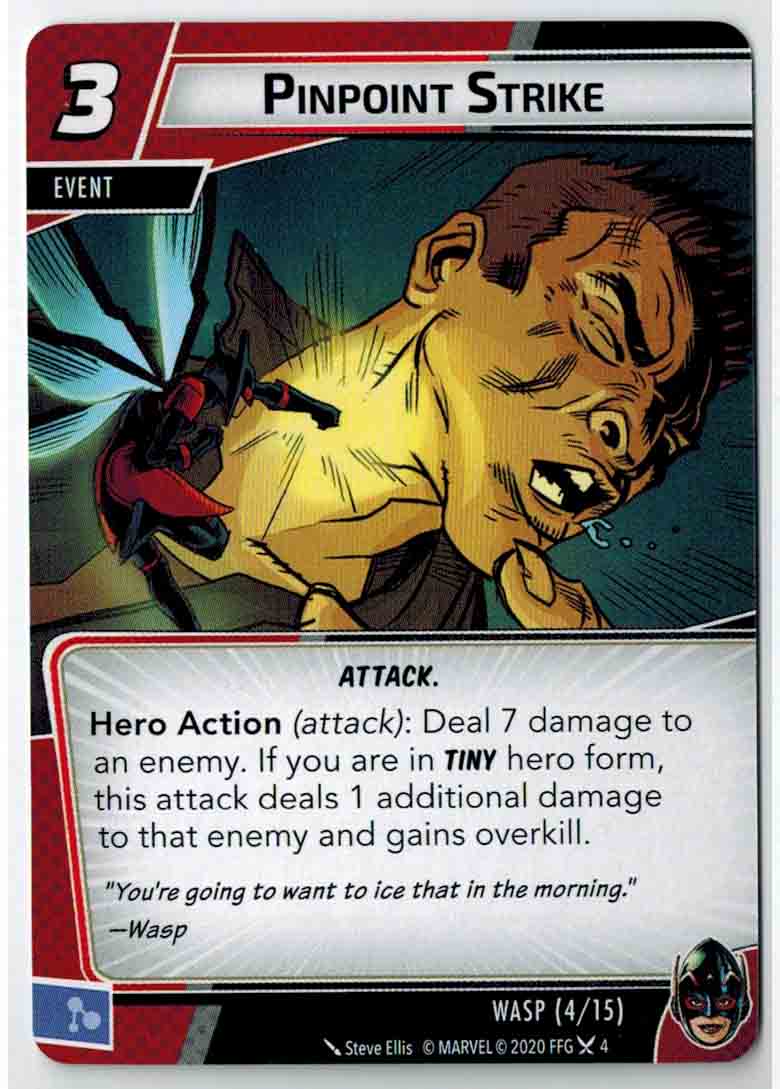 3
PINPOINT STRIKE
EVENT
ATTACK.
Hero Action (attack): Deal 7 damage to
an enemy. If you are in TINY hero form,
this attack deals 1 additional damage
to that enemy and gains overkill.
"You're going to want to ice that in the morning."
—Wasp
WASP (4/15)
Steve Ellis © MARVEL © 2020 FFG 4